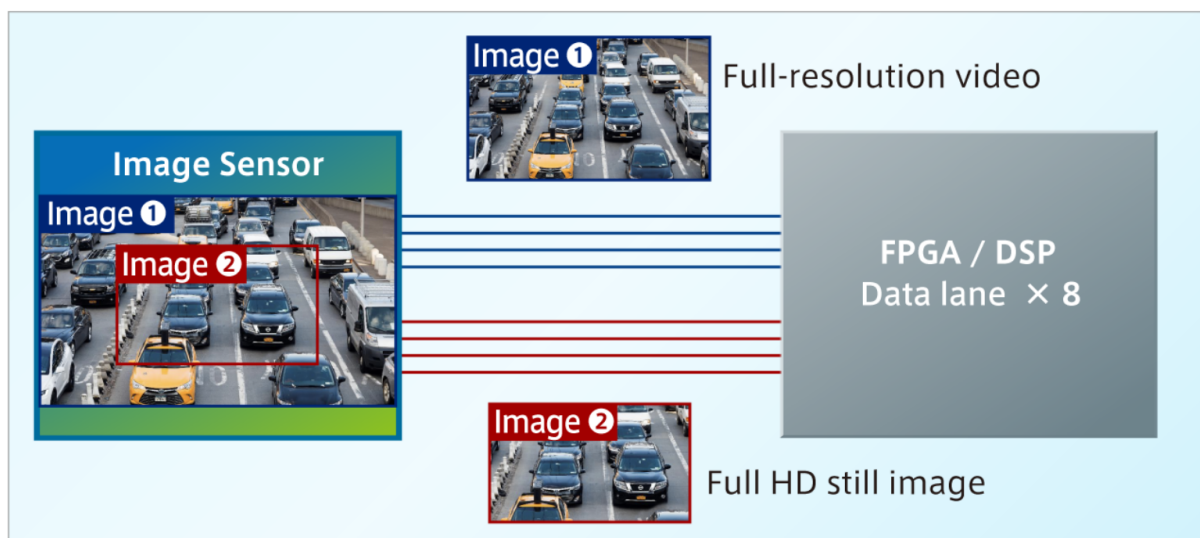 Image ❶
Full-resolution video
Image Sensor
Image ❶
Image ❷
FPGA / DSP
Data lane × 8
Image ❷
Full HD still image